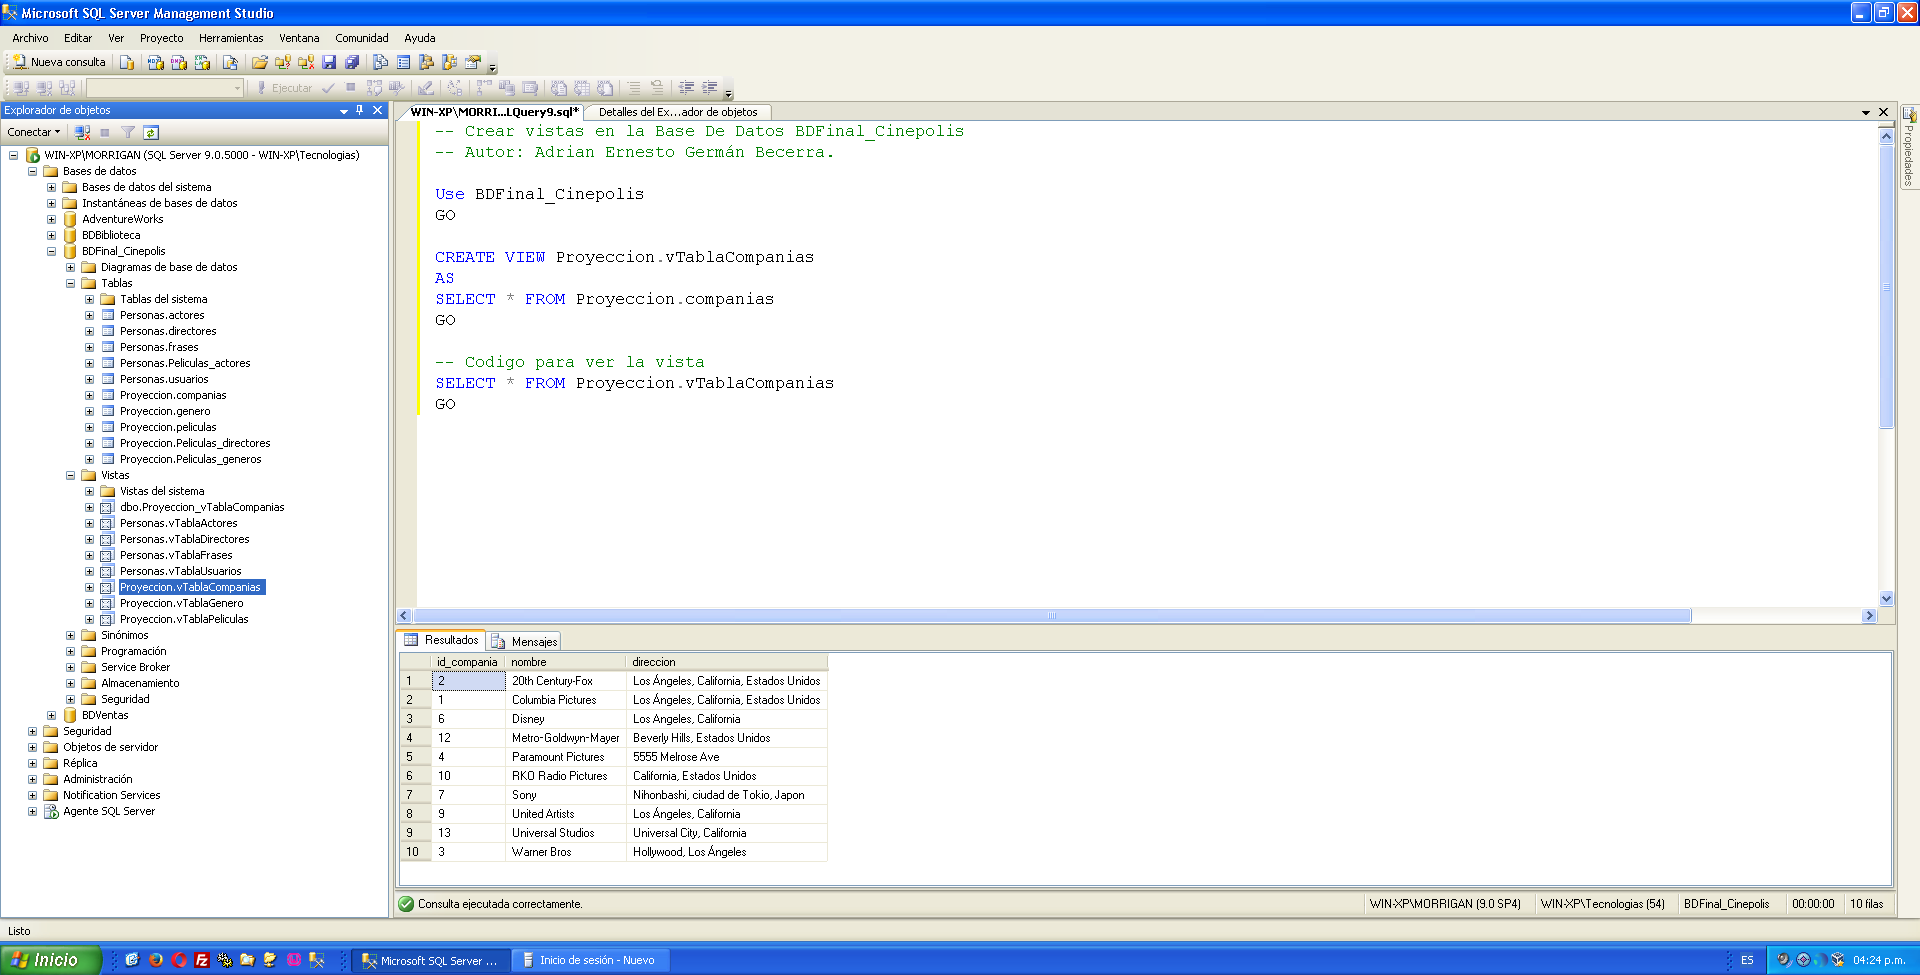 Microsoft SQL Server Management Studio
Archivo Editar Ver Proyecto Herramientas Ventana Comunidad Ayuda
Nueva consulta
Ejecutar
Explorador de objetos
Conectar
WIN-XP\MORRIGAN (SQL Server 9.0.5000 - WIN-XP\Tecnologias)
Bases de datos
Bases de datos del sistema
Instantáneas de bases de datos
AdventureWorks
BDBiblioteca
BDFinal_Cinepolis
Diagramas de base de datos
Tablas
Tablas del sistema
Personas.actores
Personas.directores
Personas.frases
Personas.Peliculas_actores
Personas.usuarios
Proyeccion.companias
Proyeccion.genero
Proyeccion.peliculas
Proyeccion.Peliculas_directores
Proyeccion.Peliculas_generos
Vistas
Vistas del sistema
dbo.Proyeccion_vTablaCompanias
Personas.vTablaActores
Personas.vTablaDirectores
Personas.vTablaFrases
Personas.vTablaUsuarios
Proyeccion.vTablaCompanias
Proyeccion.vTablaGenero
Proyeccion.vTablaPeliculas
Sinónimos
Programación
Service Broker
Almacenamiento
Seguridad
BDVentas
Seguridad
Objetos de servidor
Réplica
Administración
Notification Services
Agente SQL Server
WIN-XP\MORRI...LQuery9.sql* Detalles del Ex...ador de objetos
-- Crear vistas en la Base De Datos BDFinal_Cinepolis
-- Autor: Adrian Ernesto Germán Becerra.
Use BDFinal_Cinepolis
GO
CREATE VIEW Proyeccion.vTablaCompanias
AS
SELECT * FROM Proyeccion.companias
GO
-- Codigo para ver la vista
SELECT * FROM Proyeccion.vTablaCompanias
GO
Propiedades
Resultados Mensajes
id_compania nombre direccion
1 2 20th Century-Fox Los Ángeles, California, Estados Unidos
2 1 Columbia Pictures Los Ángeles, California, Estados Unidos
3 6 Disney Los Angeles, California
4 12 Metro-Goldwyn-Mayer Beverly Hills, Estados Unidos
5 4 Paramount Pictures 5555 Melrose Ave
6 10 RKO Radio Pictures California, Estados Unidos
7 7 Sony Nihonbashi, ciudad de Tokio, Japon
8 9 United Artists Los Ángeles, California
9 13 Universal Studios Universal City, California
10 3 Warner Bros Hollywood, Los Ángeles
Consulta ejecutada correctamente. WIN-XP\MORRIGAN (9.0 SP4) WIN-XP\Tecnologias (54) BDFinal_Cinepolis 00:00:00 10 filas
Listo
Inicio Microsoft SQL Server ... Inicio de sesión - Nuevo ES 04:24 p.m.